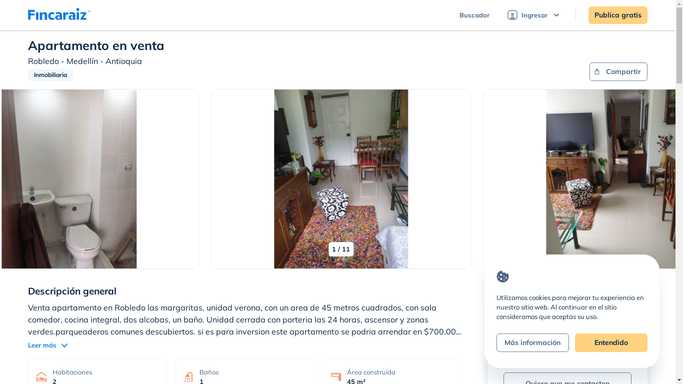 Fincaraiz
Buscador
Ingresar
Publica gratis
Apartamento en venta
Robledo - Medellín - Antioquia
Inmobiliaria
Compartir
1 / 11
Descripción general
Venta apartamento en Robledo las margaritas, unidad verona, con un area de 45 metros cuadrados, con sala
comedor, cocina integral, dos alcobas, un baño. Unidad cerrada con porteria las 24 horas, ascensor y zonas
verdes.parqueaderos comunes descubiertos. si es para inversion este apartamento se podria arrendar en $700.00...
Leer más
Utilizamos cookies para mejorar tu experiencia en
nuestro sitio web. Al continuar en el sitio
consideramos que aceptas su uso.
Más información
Entendido
Habitaciones
2
Baños
1
Área construida
45 m²
Quiero que me contacten